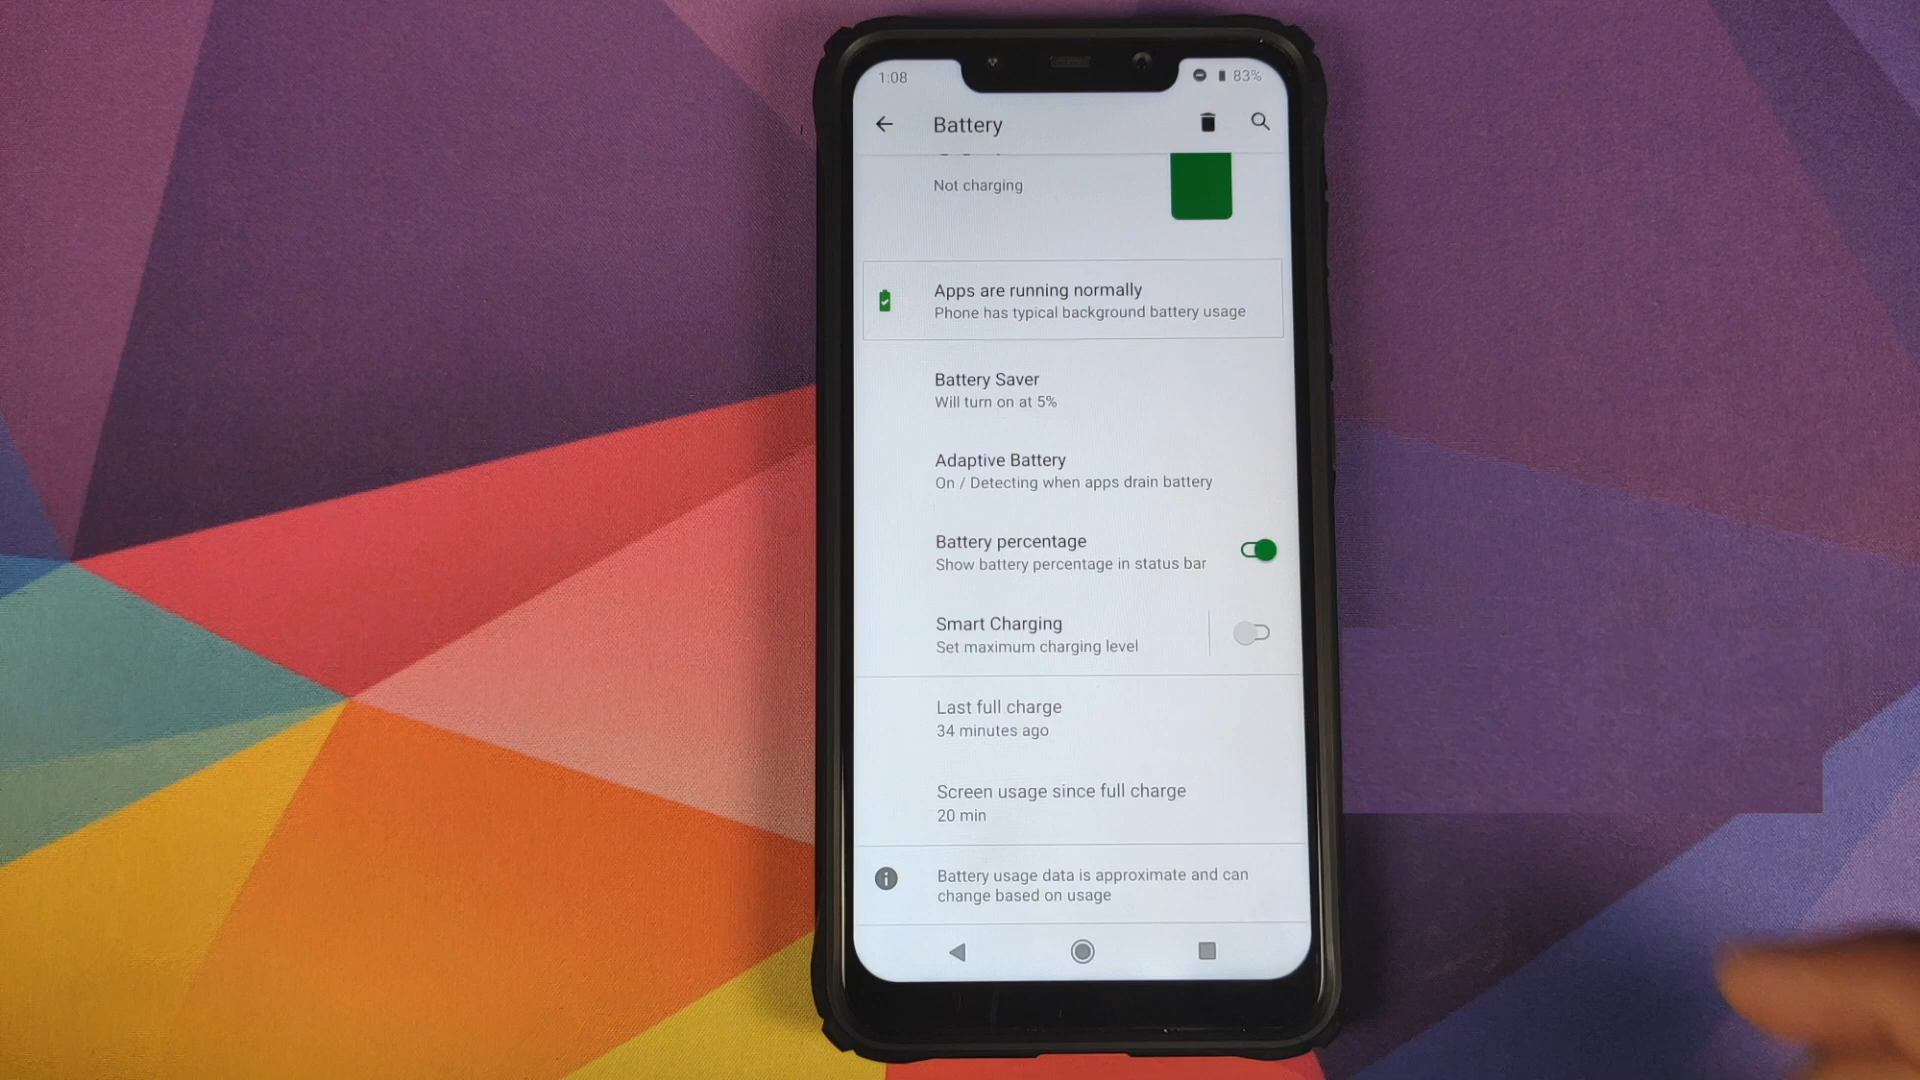 1:08
83%
Battery
Not charging
Apps are running normally
Phone has typical background battery usage
Battery Saver
Will turn on at 5%
Adaptive Battery
On / Detecting when apps drain battery
Battery percentage
Show battery percentage in status bar
Smart Charging
Set maximum charging level
Last full charge
34 minutes ago
Screen usage since full charge
20 min
Battery usage data is approximate and can
change based on usage